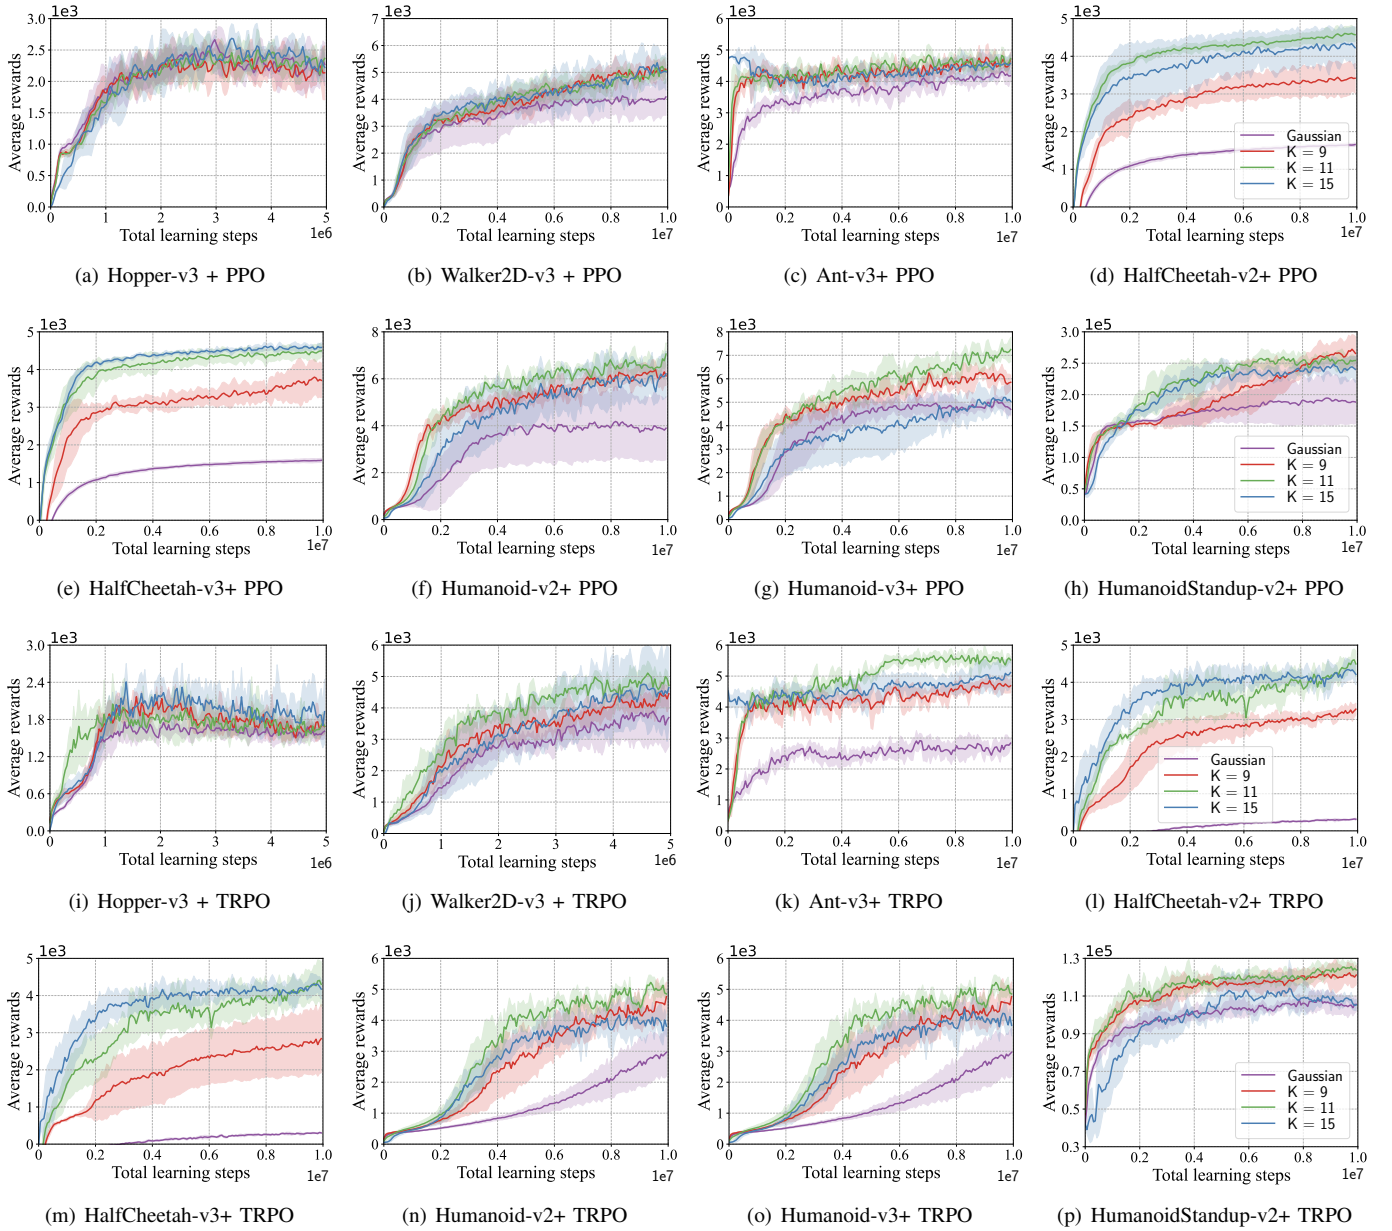 1e3
Average rewards
3.0
2.5
2.0
1.5
1.0
0.5
0.0
0 1 2 3 4 5
Total learning steps
1e6
(a) Hopper-v3 + PPO
1e3
Average rewards
7
6
5
4
3
2
1
0
0 0.2 0.4 0.6 0.8 1.0
Total learning steps
1e7
(b) Walker2D-v3 + PPO
1e3
Average rewards
7
6
5
4
3
2
1
0
0 0.2 0.4 0.6 0.8 1.0
Total learning steps
1e7
(c) Ant-v3+ PPO
1e3
Average rewards
5
4
3
2
1
0
Gaussian
K = 9
K = 11
K = 15
0 0.2 0.4 0.6 0.8 1.0
Total learning steps
1e7
(d) HalfCheetah-v2+ PPO
1e3
Average rewards
5
4
3
2
1
0
0 0.2 0.4 0.6 0.8 1.0
Total learning steps
1e7
(e) HalfCheetah-v3+ PPO
1e3
Average rewards
8
6
4
2
0
0 0.2 0.4 0.6 0.8 1.0
Total learning steps
1e7
(f) Humanoid-v2+ PPO
1e3
Average rewards
8
7
6
5
4
3
2
1
0
0 0.2 0.4 0.6 0.8 1.0
Total learning steps
1e7
(g) Humanoid-v3+ PPO
1e5
Average rewards
3.0
2.5
2.0
1.5
1.0
0.5
0.0
Gaussian
K = 9
K = 11
K = 15
0 0.2 0.4 0.6 0.8 1.0
Total learning steps
1e7
(h) HumanoidStandup-v2+ PPO
1e3
Average rewards
3.0
2.4
1.8
1.2
0.6
0.0
0 1 2 3 4 5
Total learning steps
1e6
(i) Hopper-v3 + TRPO
1e3
Average rewards
6
5
4
3
2
1
0
0 1 2 3 4 5
Total learning steps
1e6
(j) Walker2D-v3 + TRPO
1e3
Average rewards
6
5
4
3
2
1
0
0 0.2 0.4 0.6 0.8 1.0
Total learning steps
1e7
(k) Ant-v3+ TRPO
1e3
Average rewards
5
4
3
2
1
0
Gaussian
K = 9
K = 11
K = 15
0 0.2 0.4 0.6 0.8 1.0
Total learning steps
1e7
(l) HalfCheetah-v2+ TRPO
1e3
Average rewards
5
4
3
2
1
0
0 0.2 0.4 0.6 0.8 1.0
Total learning steps
1e7
(m) HalfCheetah-v3+ TRPO
1e3
Average rewards
6
5
4
3
2
1
0
0 0.2 0.4 0.6 0.8 1.0
Total learning steps
1e7
(n) Humanoid-v2+ TRPO
1e3
Average rewards
6
5
4
3
2
1
0
0 0.2 0.4 0.6 0.8 1.0
Total learning steps
1e7
(o) Humanoid-v3+ TRPO
1e5
Average rewards
1.3
1.1
0.9
0.7
0.5
0.3
Gaussian
K = 9
K = 11
K = 15
0 0.2 0.4 0.6 0.8 1.0
Total learning steps
1e7
(p) HumanoidStandup-v2+ TRPO